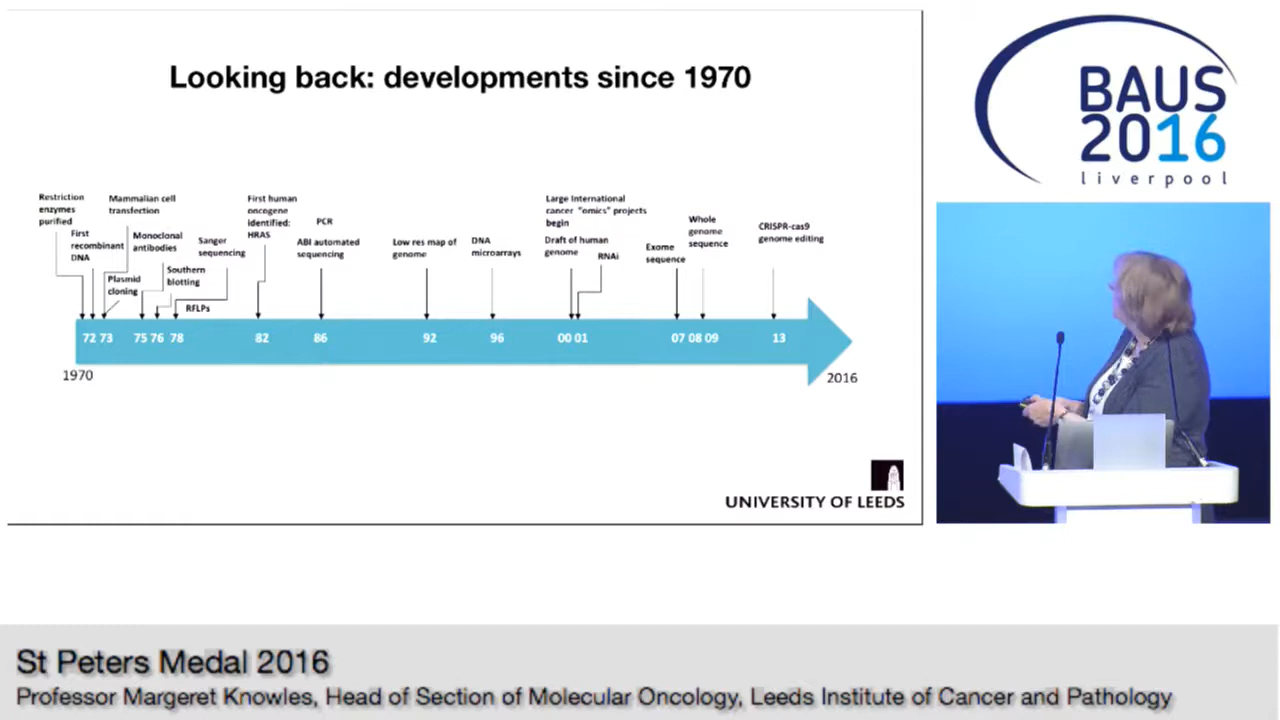 Looking back: developments since 1970
Restriction
enzymes
purified
First
recombinant
DNA
Mammalian cell
transfection
Plasmid
cloning
Monoclonal
antibodies
Southern
blotting
RFLPs
Sanger
sequencing
First human
oncogene
identified:
HRAS
PCR
ABI automated
sequencing
Low res map of
genome
DNA
microarrays
Large International
cancer "omics" projects
begin
Draft of human
genome
RNAi
Exome
sequence
Whole
genome
sequence
CRISPR-cas9
genome editing
72 73 75 76 78 82 86 92 96 00 01 07 08 09 13
1970
2016
UNIVERSITY OF LEEDS
BAUS
2016
liverpool
St Peters Medal 2016
Professor Margeret Knowles, Head of Section of Molecular Oncology, Leeds Institute of Cancer and Pathology